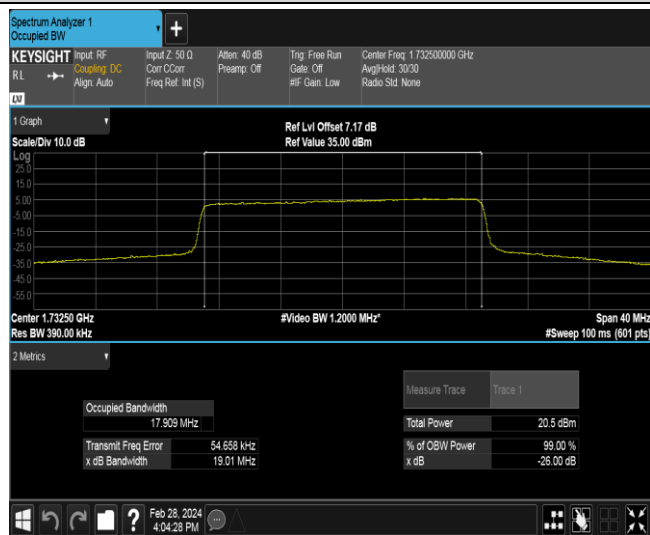 Spectrum Analyzer 1
Occupied BW
+
KEYSIGHT
RL
LXI
Input: RF
Coupling: DC
Align: Auto
Input Z: 50 Ω
Corr CCorr
Freq Ref: Int (S)
Atten: 40 dB
Preamp: Off
Trig: Free Run
Gate: Off
#IF Gain: Low
Center Freq: 1.732500000 GHz
Avg|Hold: 30/30
Radio Std: None
1 Graph
Scale/Div 10.0 dB
Ref Lvl Offset 7.17 dB
Ref Value 35.00 dBm
Log
25.0
15.0
5.00
-5.00
-15.0
-25.0
-35.0
-45.0
-55.0
Center 1.73250 GHz
#Video BW 1.2000 MHz*
Span 40 MHz
Res BW 390.00 kHz
#Sweep 100 ms (601 pts)
2 Metrics
Measure Trace Trace 1
Occupied Bandwidth
17.909 MHz
Total Power 20.5 dBm
Transmit Freq Error 54.658 kHz
% of OBW Power 99.00 %
x dB Bandwidth 19.01 MHz
x dB -26.00 dB
?
Feb 28, 2024
4:04:28 PM